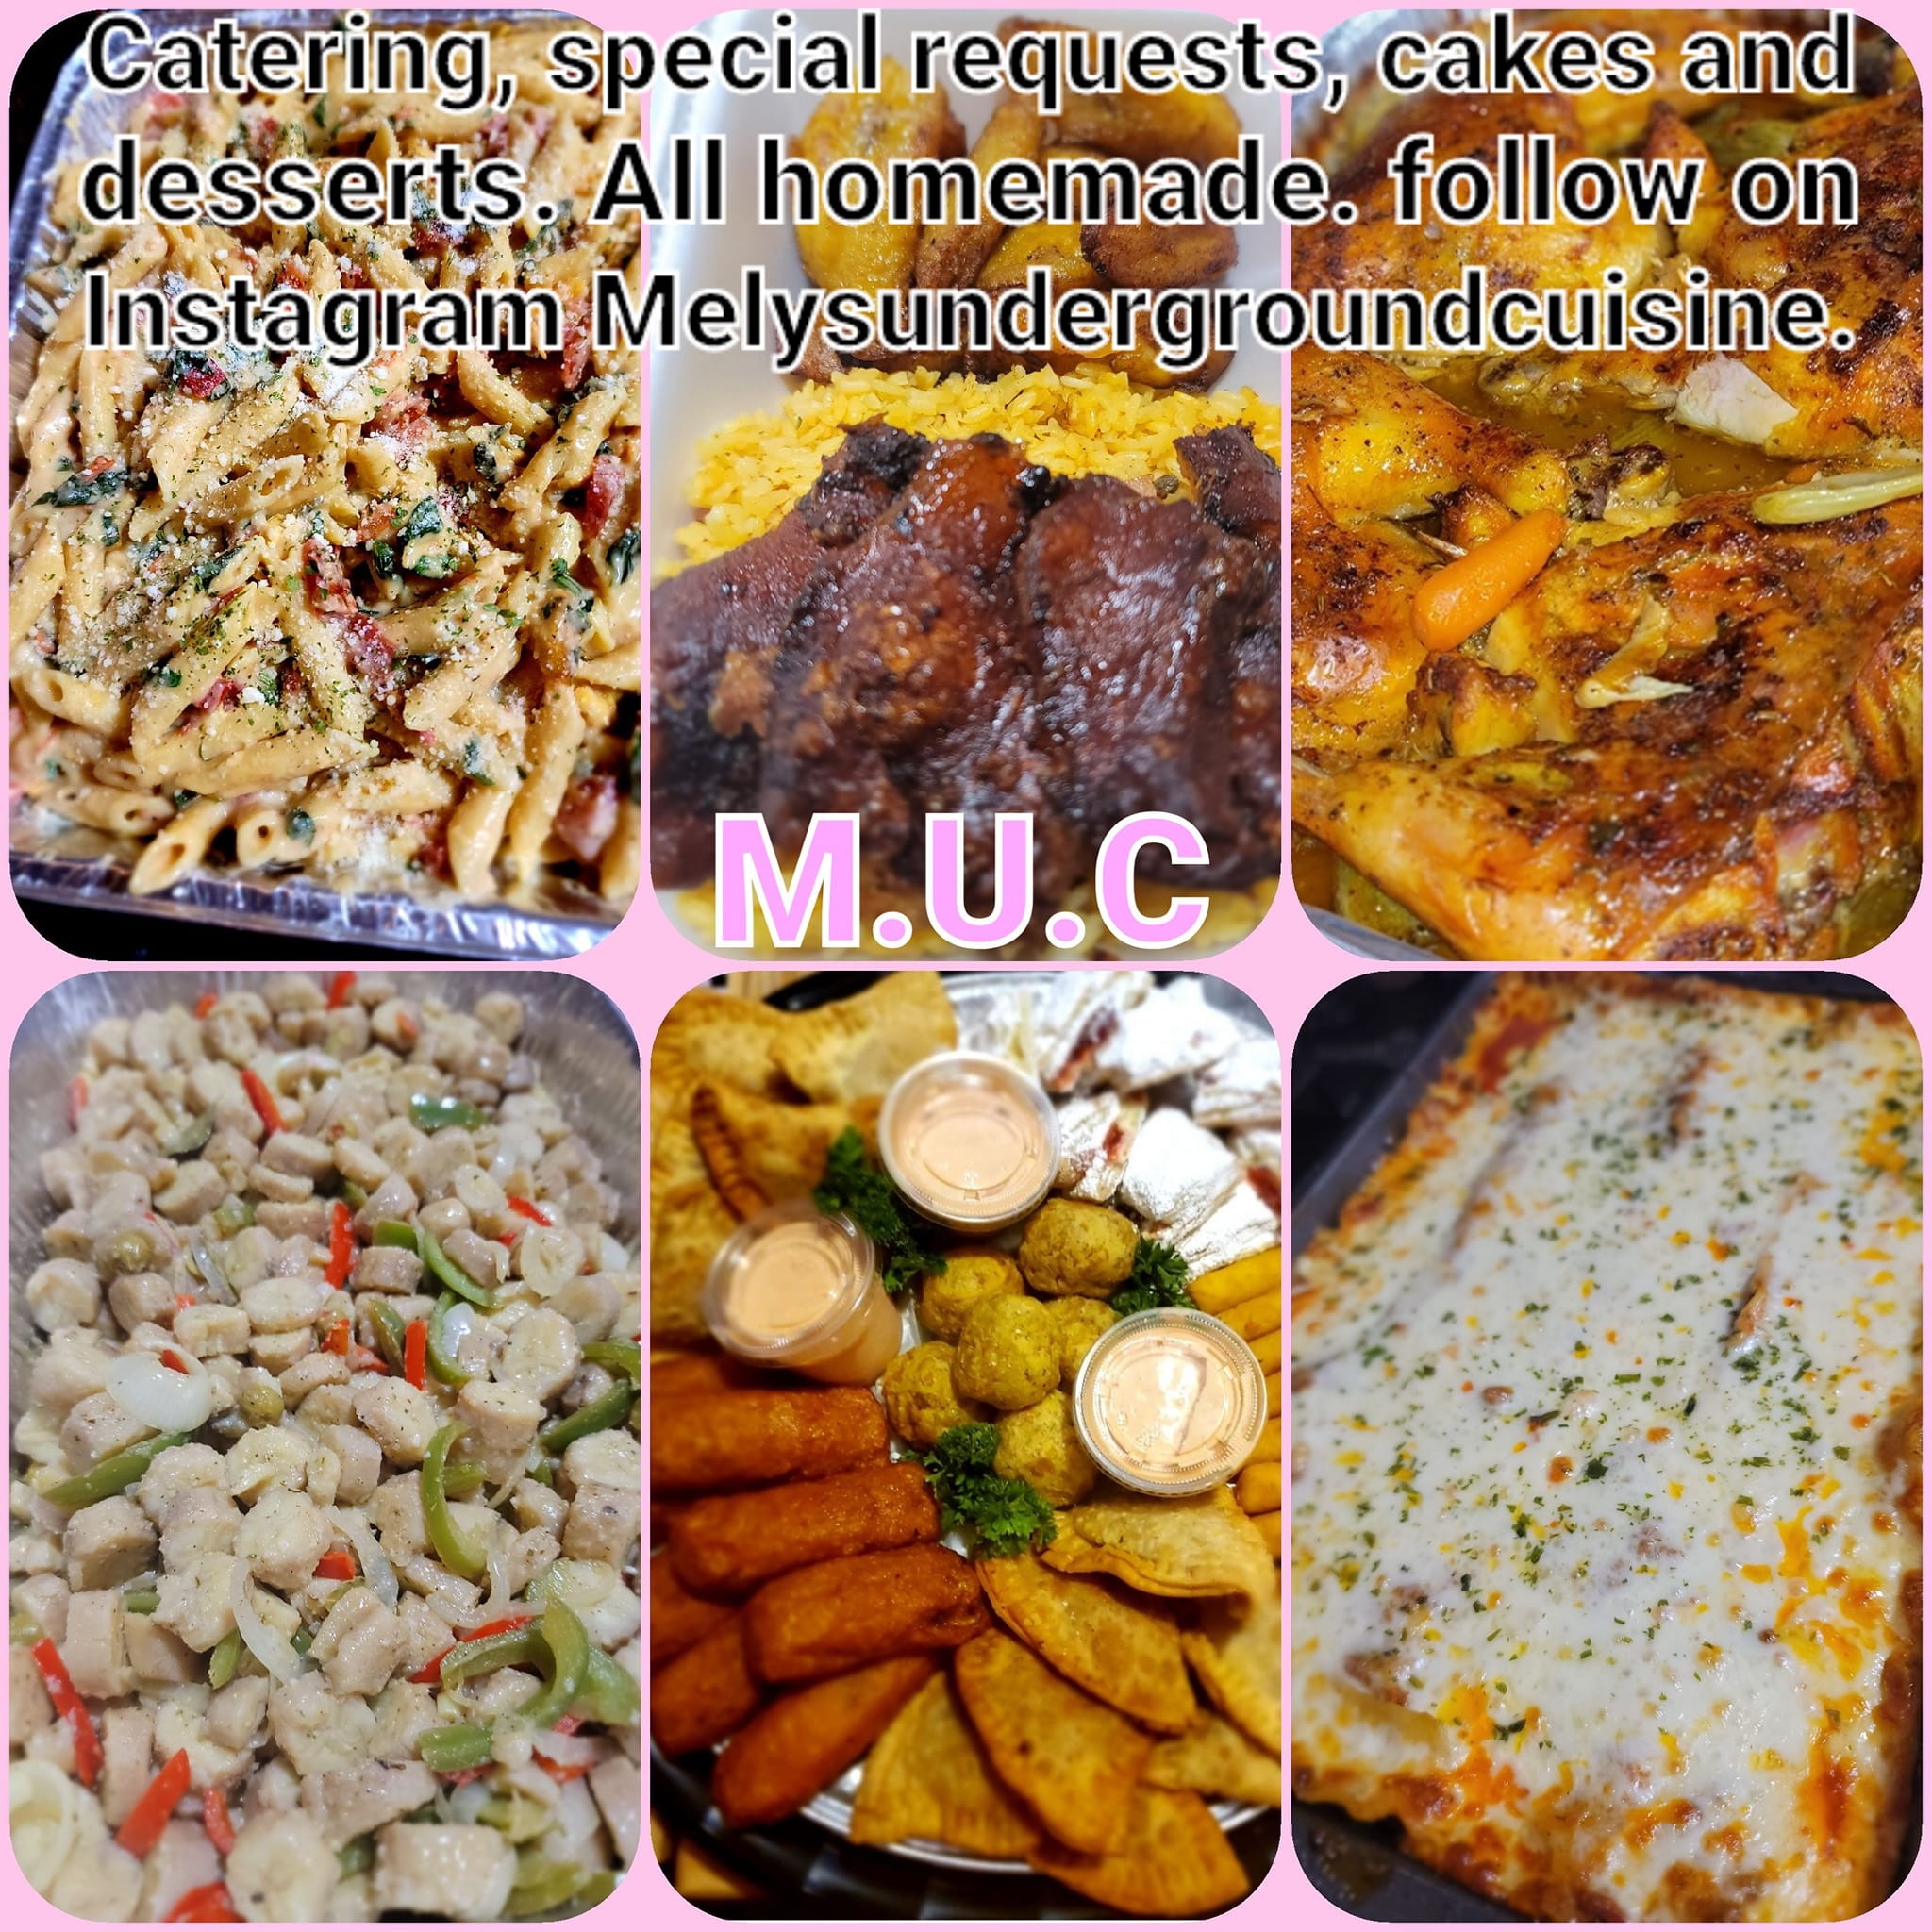 Catering, special requests, cakes and
desserts. All homemade. follow on
Instagram Melysundergroundcuisine.
M.U.C